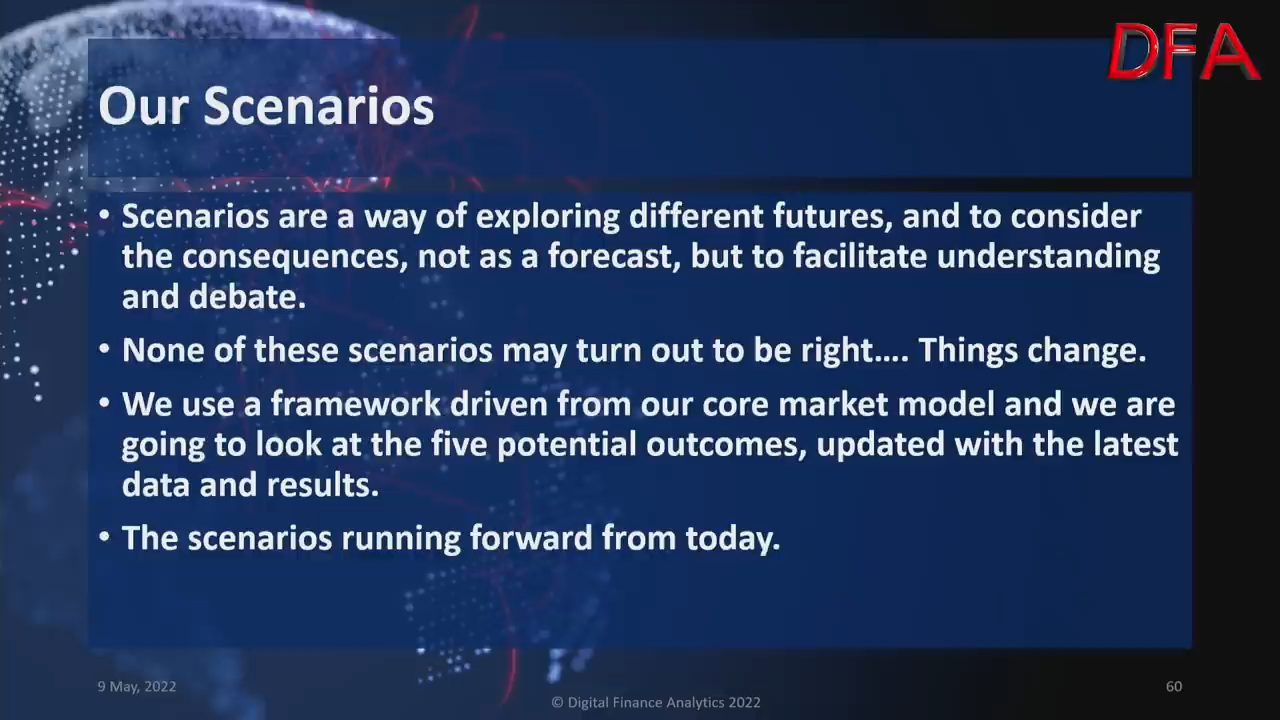 DFA
Our Scenarios
• Scenarios are a way of exploring different futures, and to consider
the consequences, not as a forecast, but to facilitate understanding
and debate.
• None of these scenarios may turn out to be right…. Things change.
• We use a framework driven from our core market model and we are
going to look at the five potential outcomes, updated with the latest
data and results.
• The scenarios running forward from today.
9 May, 2022
© Digital Finance Analytics 2022
60